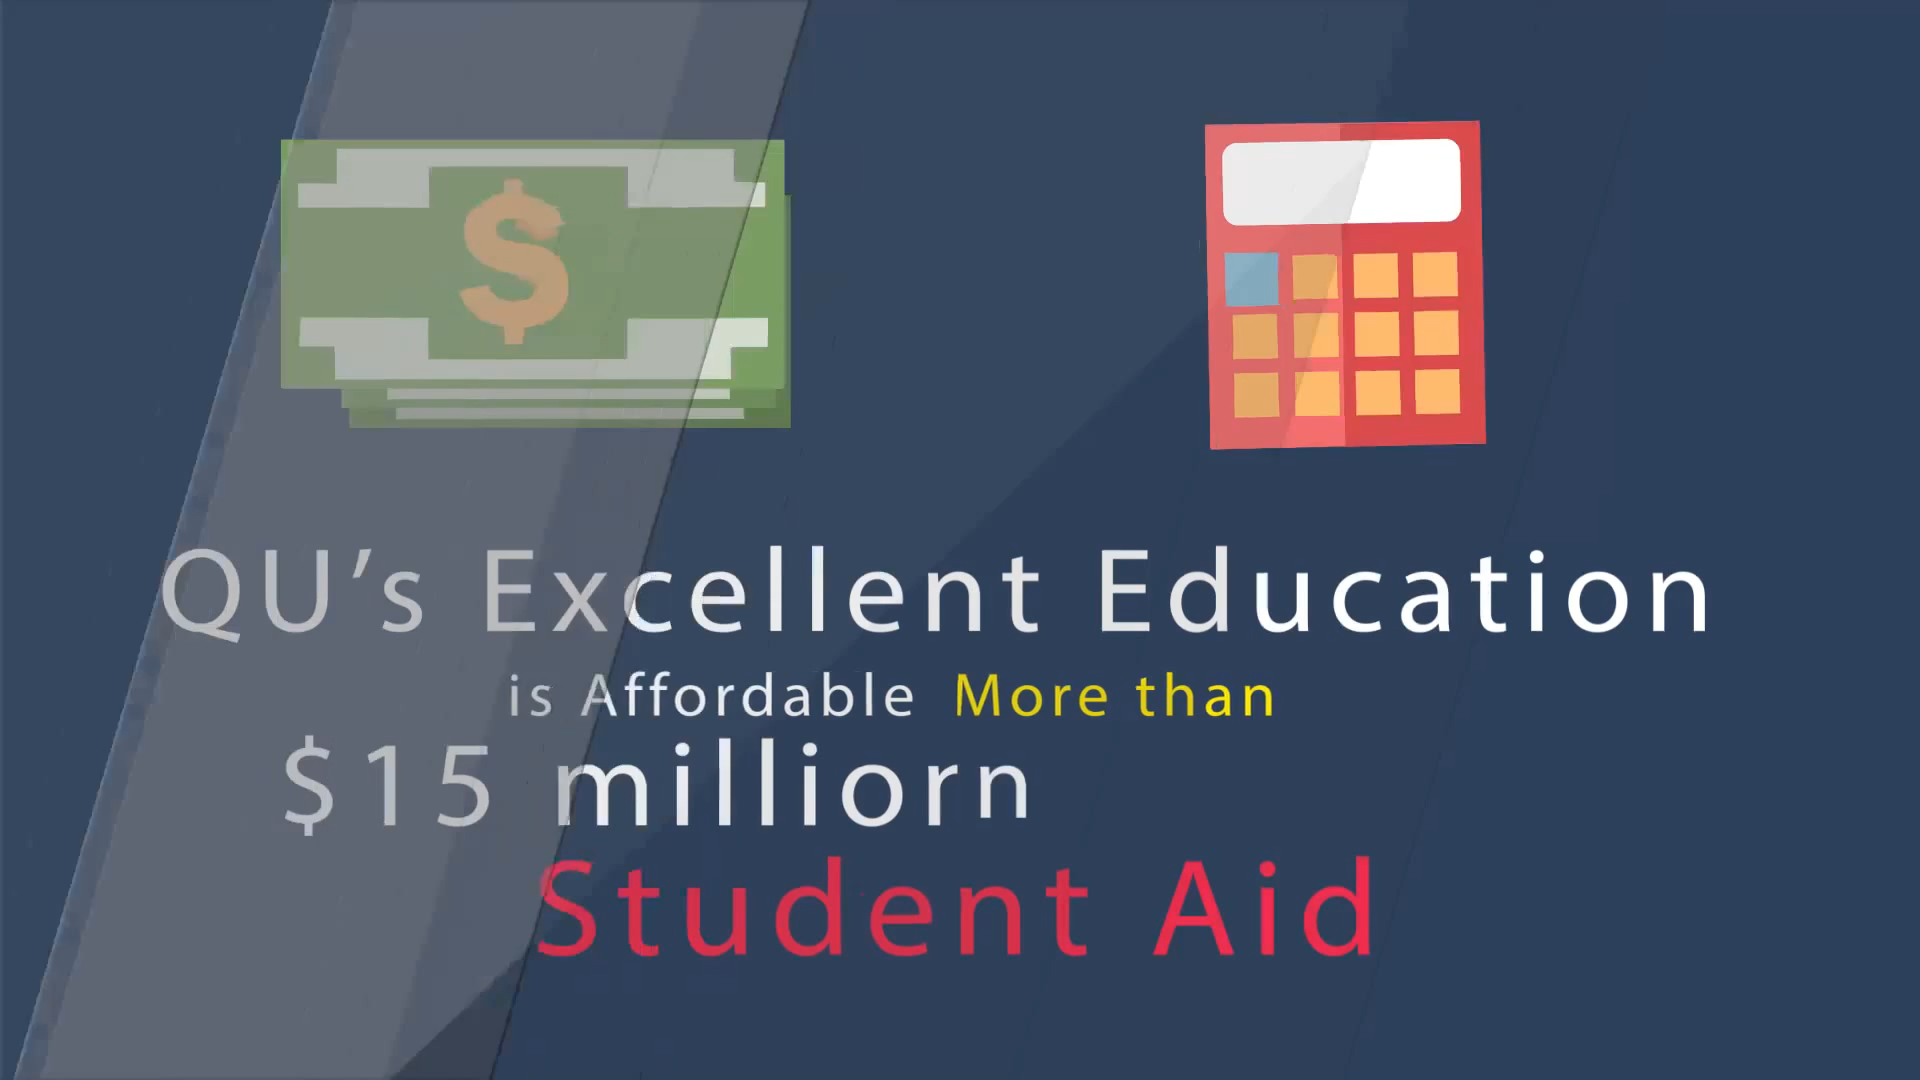 $
QU's Excellent Education
is Affordable More than
$15 milliorn
Student Aid